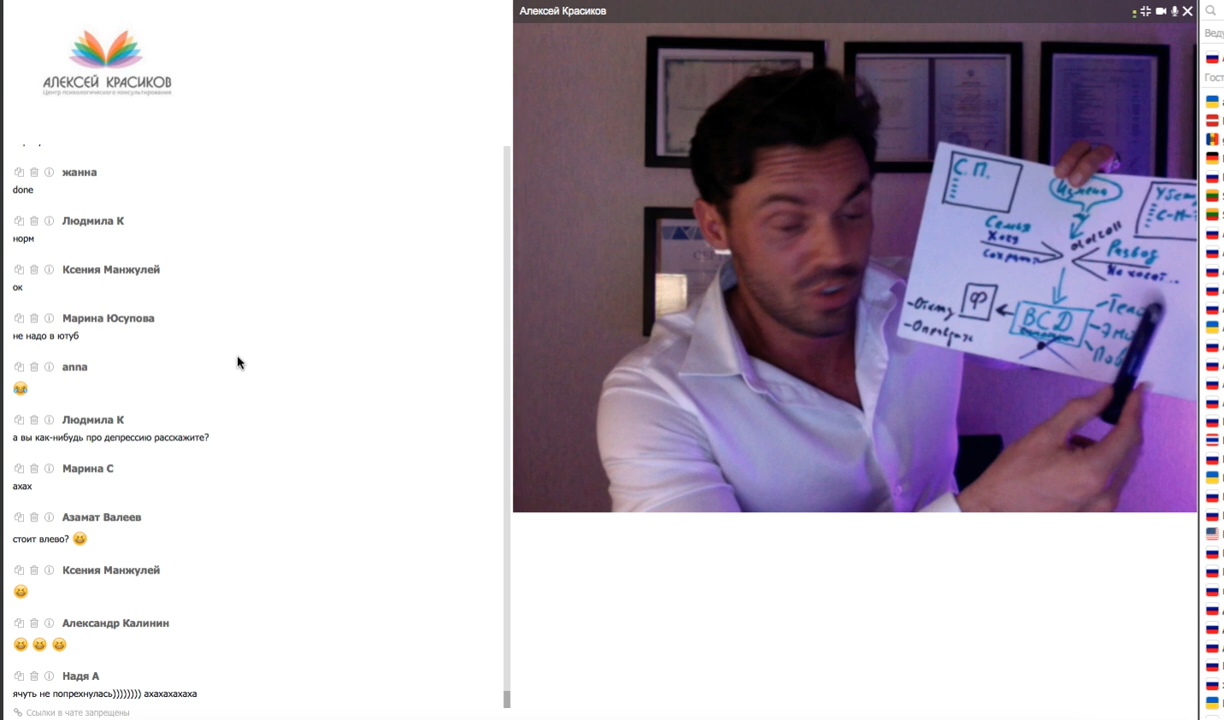 АЛЕКСЕЙ КРАСИКОВ
Центр психологического консультирования
жанна
done
Людмила К
норм
Ксения Манжулей
ок
Марина Юсупова
не надо в ютуб
anna
Людмила К
а вы как-нибудь про депрессию расскажите?
Марина С
ахах
Азамат Валеев
стоит влево?
Ксения Манжулей
Александр Калинин
Надя А
ячуть не попрехнулась)))))))) ахахахахаха
Ссылки в чате запрещены
Алексей Красиков
С.П.
Измена
Семья
Хочу
сохранить
Развод
Ф
ВСД
Веду
Гост